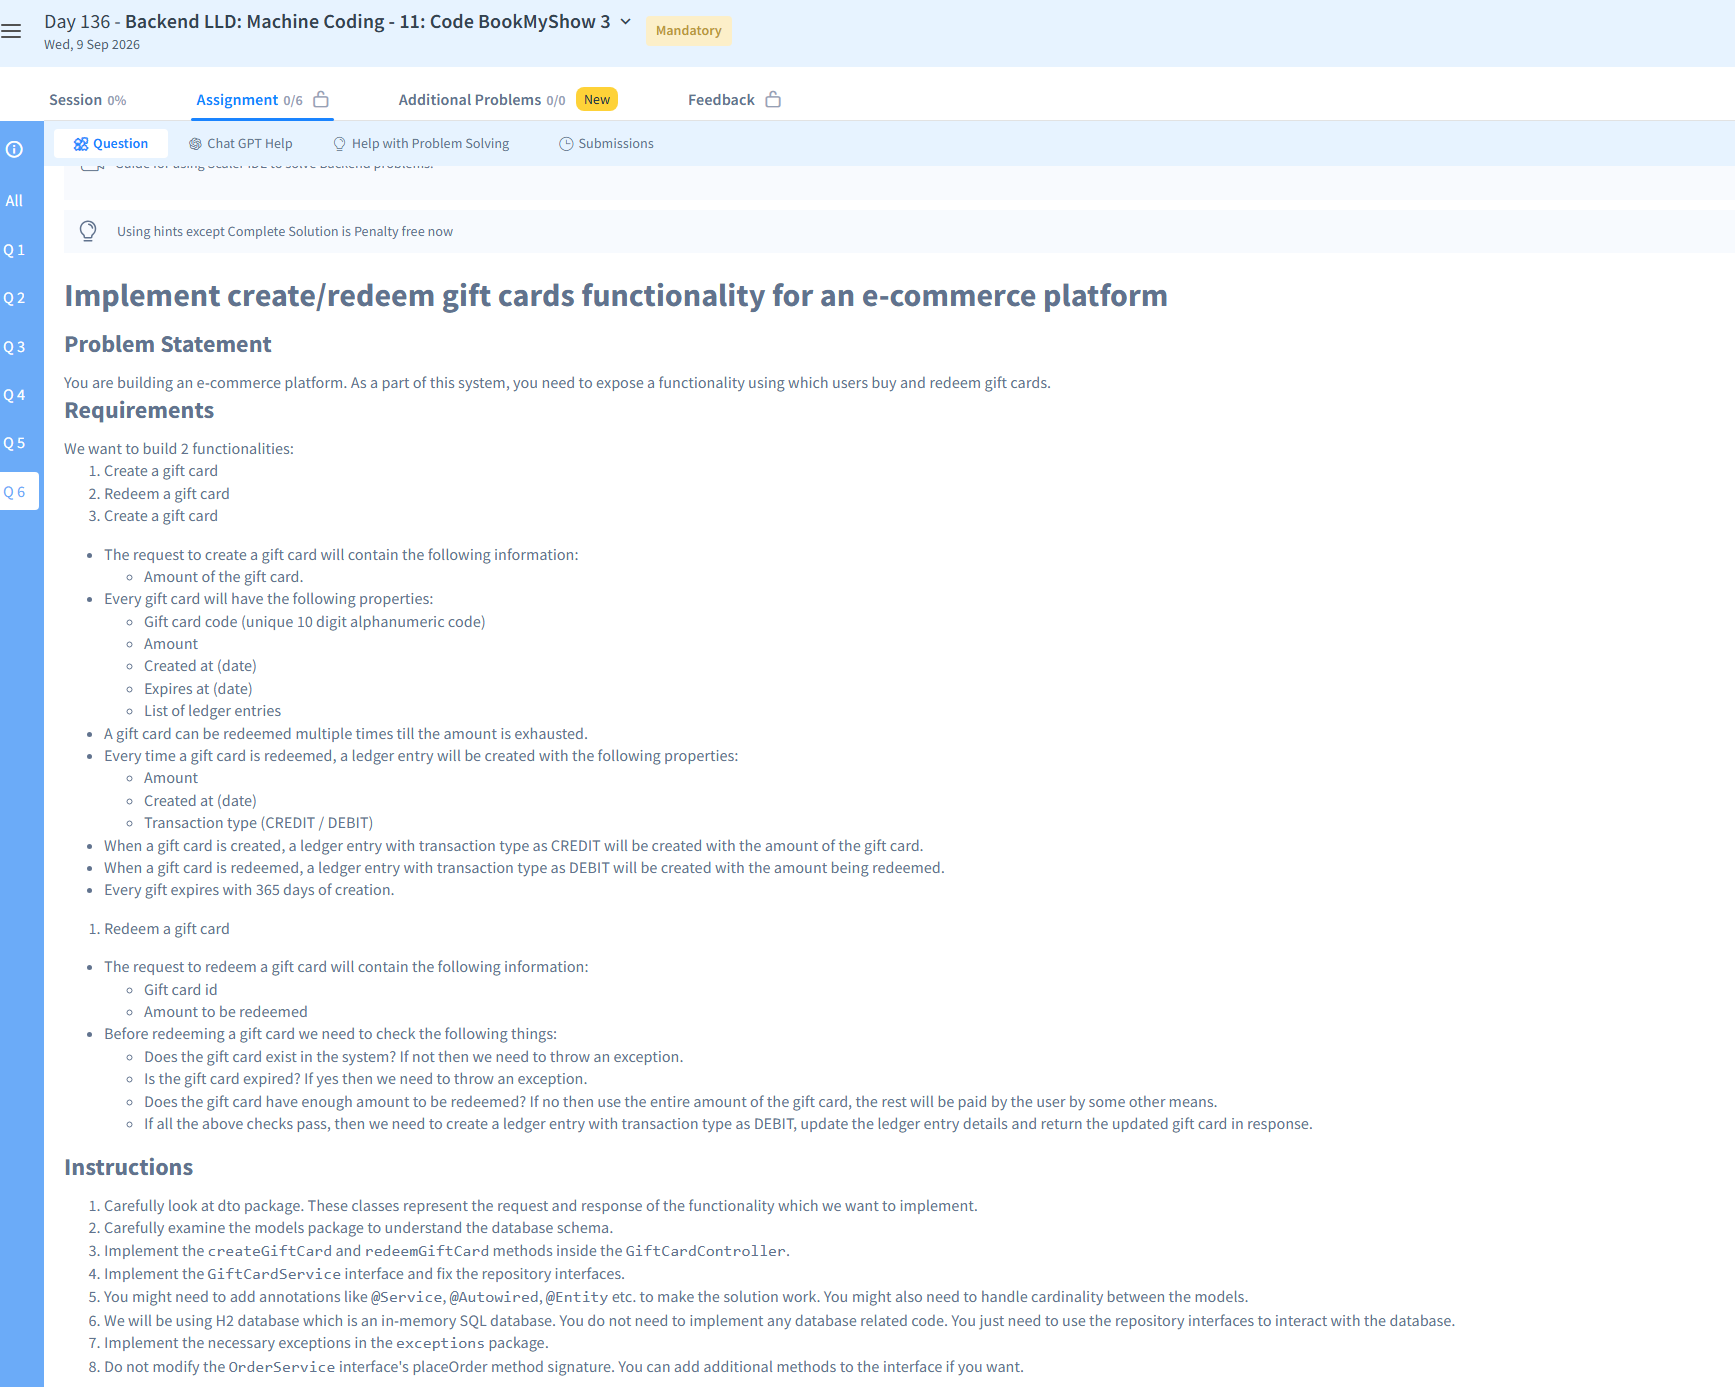 Day 136 - Backend LLD: Machine Coding - 11: Code BookMyShow 3
Mandatory
Wed, 9 Sep 2026
Session 0%
Assignment 0/6
Additional Problems 0/0 New
Feedback
Question
Chat GPT Help
Help with Problem Solving
Submissions
All
Q 1
Q 2
Q 3
Q 4
Q 5
Q 6
Guide for using Scaler IDE to solve Backend problems.
Using hints except Complete Solution is Penalty free now
Implement create/redeem gift cards functionality for an e-commerce platform
Problem Statement
You are building an e-commerce platform. As a part of this system, you need to expose a functionality using which users buy and redeem gift cards.
Requirements
We want to build 2 functionalities:
1. Create a gift card
2. Redeem a gift card
3. Create a gift card
• The request to create a gift card will contain the following information:
◦ Amount of the gift card.
• Every gift card will have the following properties:
◦ Gift card code (unique 10 digit alphanumeric code)
◦ Amount
◦ Created at (date)
◦ Expires at (date)
◦ List of ledger entries
• A gift card can be redeemed multiple times till the amount is exhausted.
• Every time a gift card is redeemed, a ledger entry will be created with the following properties:
◦ Amount
◦ Created at (date)
◦ Transaction type (CREDIT / DEBIT)
• When a gift card is created, a ledger entry with transaction type as CREDIT will be created with the amount of the gift card.
• When a gift card is redeemed, a ledger entry with transaction type as DEBIT will be created with the amount being redeemed.
• Every gift expires with 365 days of creation.
1. Redeem a gift card
• The request to redeem a gift card will contain the following information:
◦ Gift card id
◦ Amount to be redeemed
• Before redeeming a gift card we need to check the following things:
◦ Does the gift card exist in the system? If not then we need to throw an exception.
◦ Is the gift card expired? If yes then we need to throw an exception.
◦ Does the gift card have enough amount to be redeemed? If no then use the entire amount of the gift card, the rest will be paid by the user by some other means.
◦ If all the above checks pass, then we need to create a ledger entry with transaction type as DEBIT, update the ledger entry details and return the updated gift card in response.
Instructions
1. Carefully look at dto package. These classes represent the request and response of the functionality which we want to implement.
2. Carefully examine the models package to understand the database schema.
3. Implement the createGiftCard and redeemGiftCard methods inside the GiftCardController.
4. Implement the GiftCardService interface and fix the repository interfaces.
5. You might need to add annotations like @Service, @Autowired, @Entity etc. to make the solution work. You might also need to handle cardinality between the models.
6. We will be using H2 database which is an in-memory SQL database. You do not need to implement any database related code. You just need to use the repository interfaces to interact with the database.
7. Implement the necessary exceptions in the exceptions package.
8. Do not modify the OrderService interface's placeOrder method signature. You can add additional methods to the interface if you want.